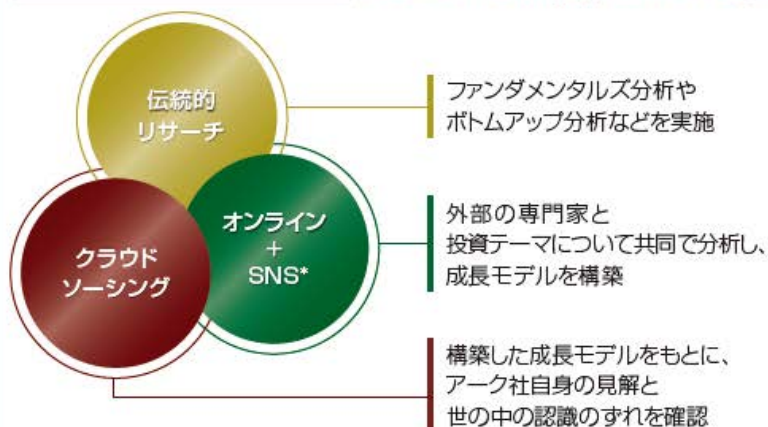 伝統的
リサーチ
ファンダメンタルズ分析や
ボトムアップ分析などを実施
オンライン
+
SNS*
外部の専門家と
投資テーマについて共同で分析し、
成長モデルを構築
クラウド
ソーシング
構築した成長モデルをもとに、
アーク社自身の見解と
世の中の認識のずれを確認